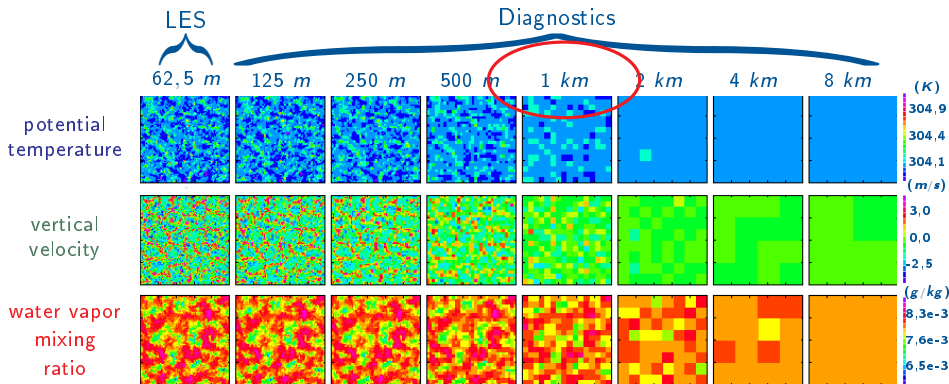 LES
Diagnostics
62,5 m 125 m 250 m 500 m 1 km 2 km 4 km 8 km
(K)
potential
temperature
304,9
304,4
304,1
(m/s)
vertical
velocity
3,0
0,0
-2,5
(g/kg)
water vapor
mixing
ratio
8.3e-3
7.6e-3
6,5e-3